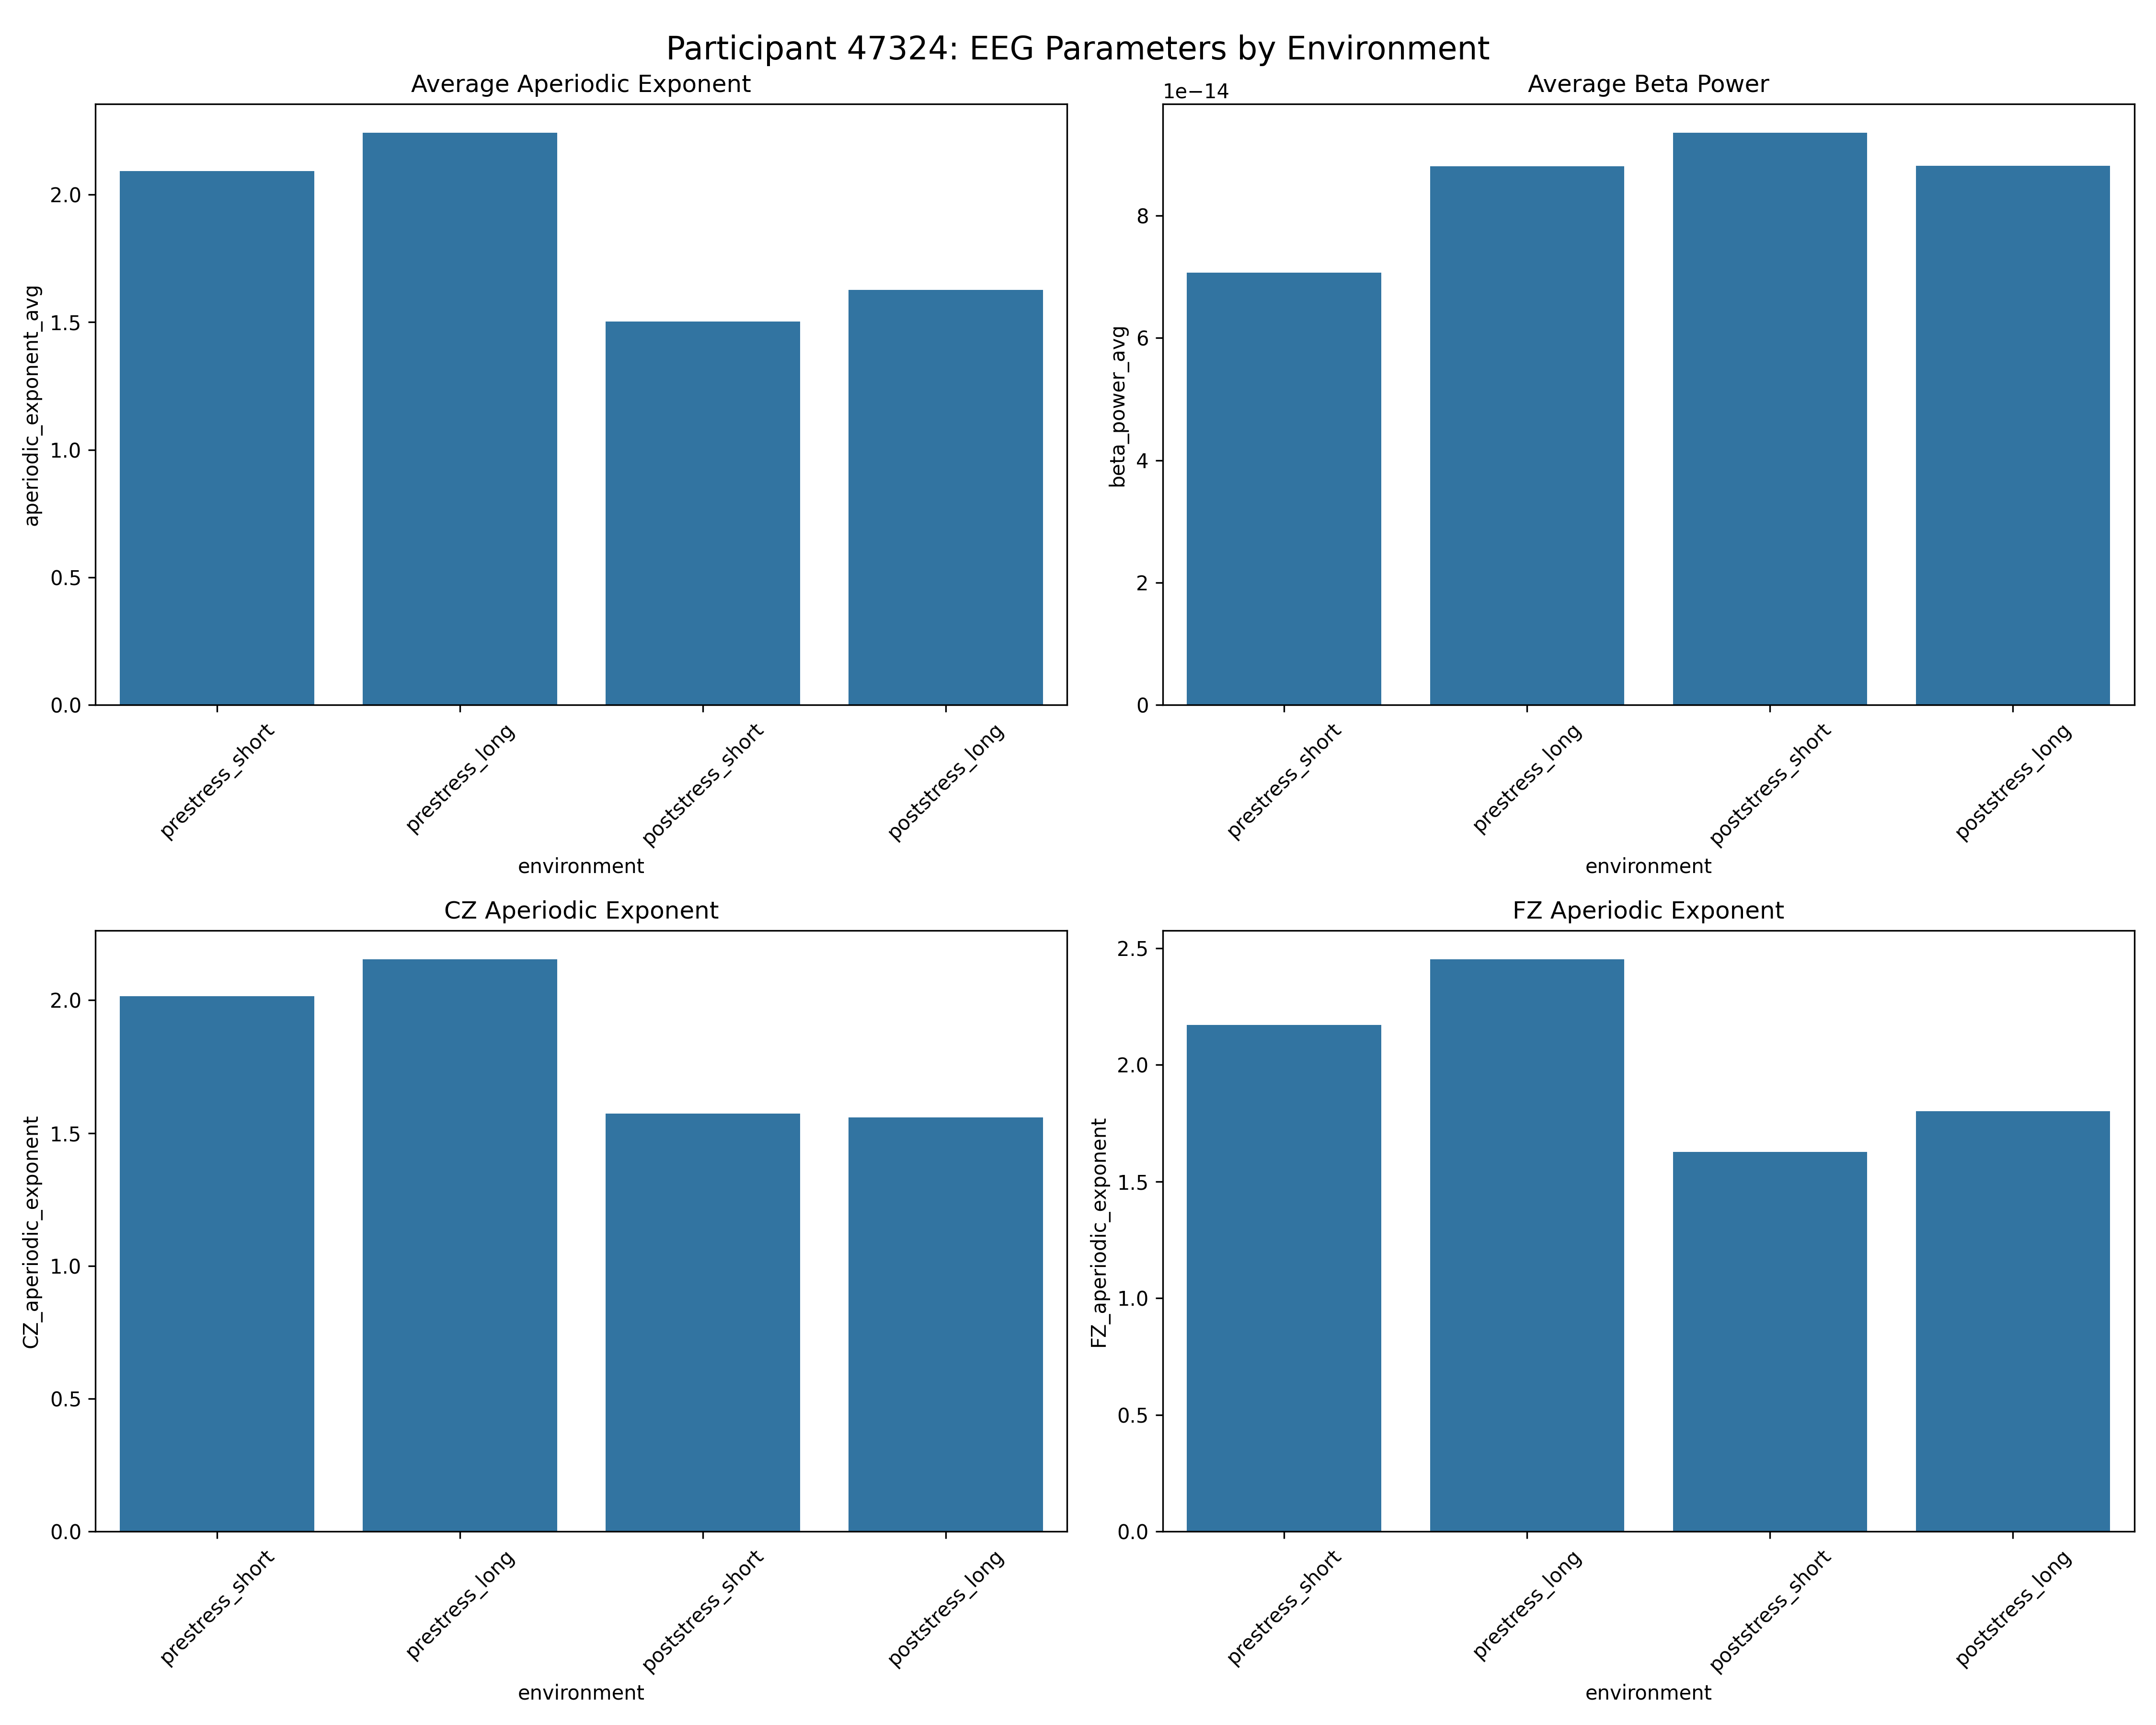 Participant 47324: EEG Parameters by Environment
Average Aperiodic Exponent
aperiodic_exponent_avg
2.0
1.5
1.0
0.5
0.0
prestress_short
prestress_long
poststress_short
poststress_long
environment
Average Beta Power
1e−14
beta_power_avg
8
6
4
2
0
prestress_short
prestress_long
poststress_short
poststress_long
environment
CZ Aperiodic Exponent
CZ_aperiodic_exponent
2.0
1.5
1.0
0.5
0.0
prestress_short
prestress_long
poststress_short
poststress_long
environment
FZ Aperiodic Exponent
FZ_aperiodic_exponent
2.5
2.0
1.5
1.0
0.5
0.0
prestress_short
prestress_long
poststress_short
poststress_long
environment